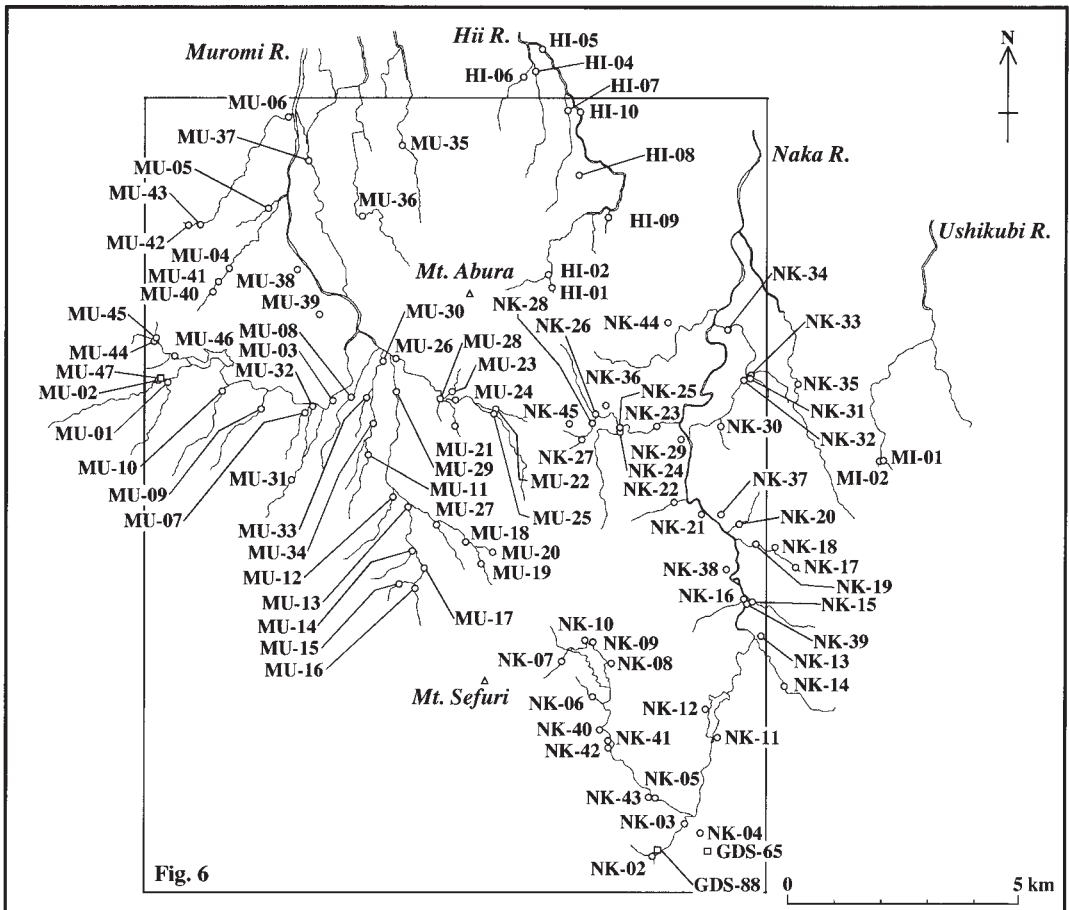 Hii R.
HI-05
Muromi R.
HI-04
N
HI-06
HI-07
MU-06
HI-10
MU-37
MU-35
Naka R.
MU-05
HI-08
MU-43
MU-36
HI-09
Ushikubi R.
MU-42
MU-04
Mt. Abura
HI-02
NK-34
MU-41
MU-38
HI-01
MU-40
NK-28
MU-39
MU-30
NK-26
NK-44
NK-33
MU-45
MU-46
MU-08
MU-26
MU-44
MU-03
MU-28
NK-36
MU-47
MU-32
MU-23
NK-25
NK-35
MU-02
MU-24
NK-45
NK-23
NK-31
MU-01
NK-30
NK-32
MU-10
MU-21
NK-29
MI-01
MU-09
MU-31
MU-29
MU-22
NK-27
NK-24
MI-02
MU-07
MU-11
NK-22
NK-37
MU-33
MU-27
MU-25
NK-21
NK-20
MU-34
MU-18
NK-18
MU-12
MU-20
NK-38
NK-17
MU-13
MU-19
NK-19
MU-14
MU-17
NK-16
NK-15
MU-15
NK-10
NK-39
MU-16
NK-09
NK-07
NK-08
NK-13
Mt. Sefuri
NK-14
NK-06
NK-12
NK-40
NK-41
NK-11
NK-42
NK-05
NK-43
NK-03
NK-04
GDS-65
Fig. 6
NK-02
GDS-88
0
5 km